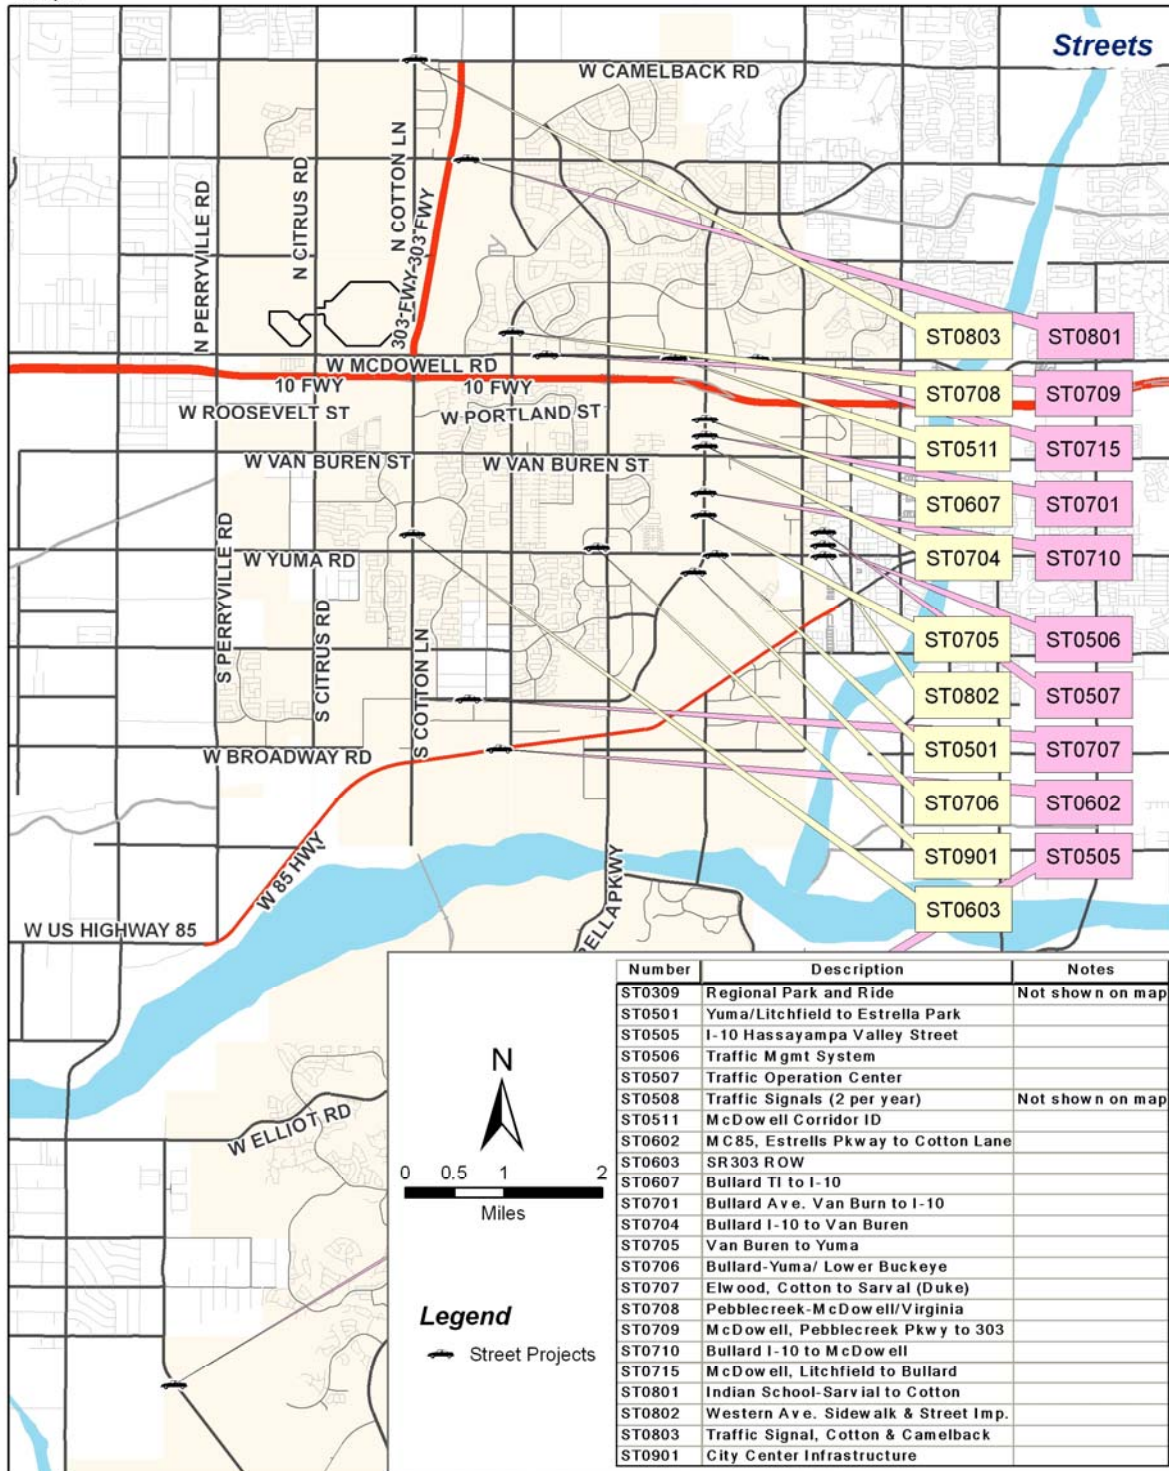 Streets
W CAMELBACK RD
N PERRYVILLE RD
N CITRUS RD
N COTTON LN
303-FWY-303 FWY
ST0803 ST0801
W MCDOWELL RD
10 FWY 10 FWY
ST0708 ST0709
W ROOSEVELT ST W PORTLAND ST
ST0511 ST0715
W VAN BUREN ST W VAN BUREN ST
ST0607 ST0701
W YUMA RD
ST0704 ST0710
S PERRYVILLE RD
S CITRUS RD
S COTTON LN
ST0705 ST0506
ST0802 ST0507
W BROADWAY RD
ST0501 ST0707
ST0706 ST0602
ST0901 ST0505
W 85 HWY
ELLAPKWY
ST0603
W US HIGHWAY 85
W ELLIOT RD
N
0 0.5 1 2
Miles
Legend
Street Projects
Number Description Notes
ST0309 Regional Park and Ride Not shown on map
ST0501 Yuma/Litchfield to Estrella Park
ST0505 I-10 Hassayampa Valley Street
ST0506 Traffic Mgmt System
ST0507 Traffic Operation Center
ST0508 Traffic Signals (2 per year) Not shown on map
ST0511 McDowell Corridor ID
ST0602 MC85, Estrells Pkway to Cotton Lane
ST0603 SR303 ROW
ST0607 Bullard TI to I-10
ST0701 Bullard Ave. Van Burn to I-10
ST0704 Bullard I-10 to Van Buren
ST0705 Van Buren to Yuma
ST0706 Bullard-Yuma/ Lower Buckeye
ST0707 Elwood, Cotton to Sarval (Duke)
ST0708 Pebblecreek-McDowell/Virginia
ST0709 McDowell, Pebblecreek Pkwy to 303
ST0710 Bullard I-10 to McDowell
ST0715 McDowell, Litchfield to Bullard
ST0801 Indian School-Sarvial to Cotton
ST0802 Western Ave. Sidewalk & Street Imp.
ST0803 Traffic Signal, Cotton & Camelback
ST0901 City Center Infrastructure